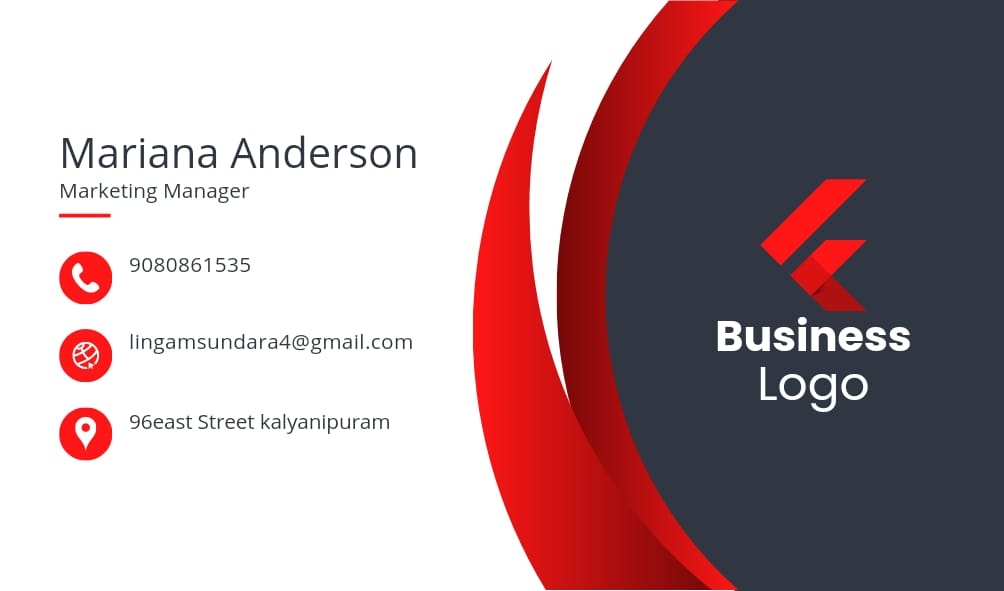 Mariana Anderson
Marketing Manager
9080861535
lingamsundara4@gmail.com
96east Street kalyanipuram
Business
Logo